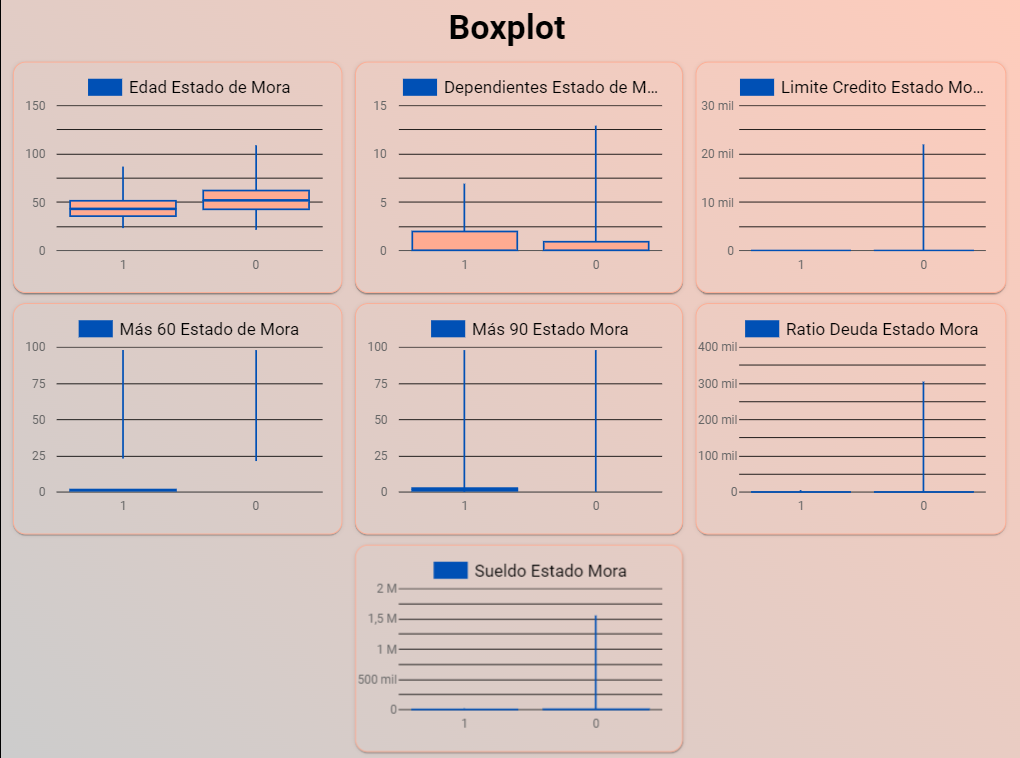 Boxplot
Edad Estado de Mora
150
100
50
0
1 0
Dependientes Estado de M...
15
10
5
0
1 0
Limite Credito Estado Mo...
30 mil
20 mil
10 mil
0
1 0
Más 60 Estado de Mora
100
75
50
25
0
1 0
Más 90 Estado Mora
100
75
50
25
0
1 0
Ratio Deuda Estado Mora
400 mil
300 mil
200 mil
100 mil
0
1 0
Sueldo Estado Mora
2 M
1,5 M
1 M
500 mil
0
1 0